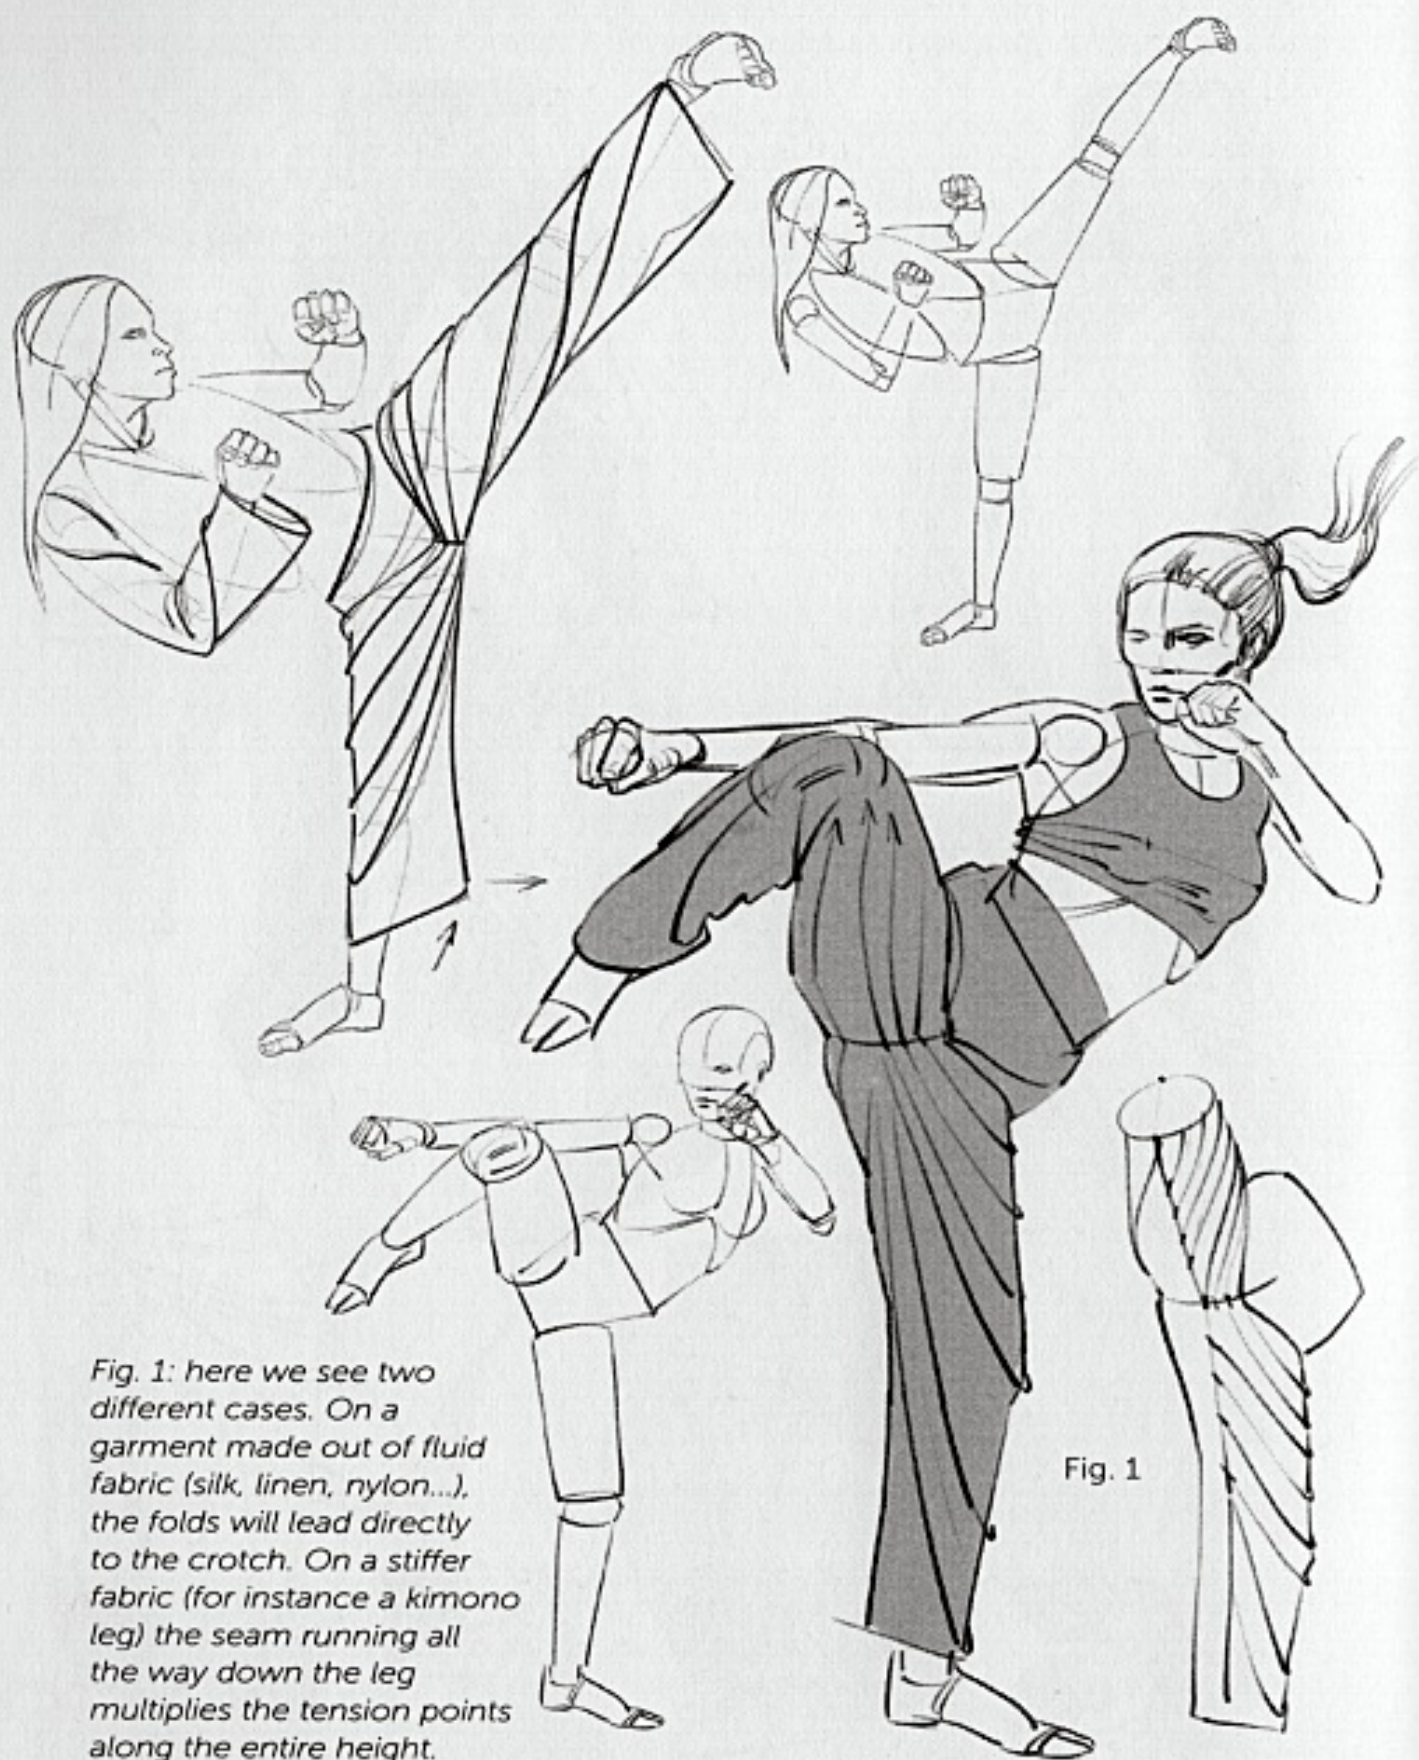 Fig. 1: here we see two
different cases. On a
garment made out of fluid
fabric (silk, linen, nylon...),
the folds will lead directly
to the crotch. On a stiffer
fabric (for instance a kimono
leg) the seam running all
the way down the leg
multiplies the tension points
along the entire height.
Fig. 1